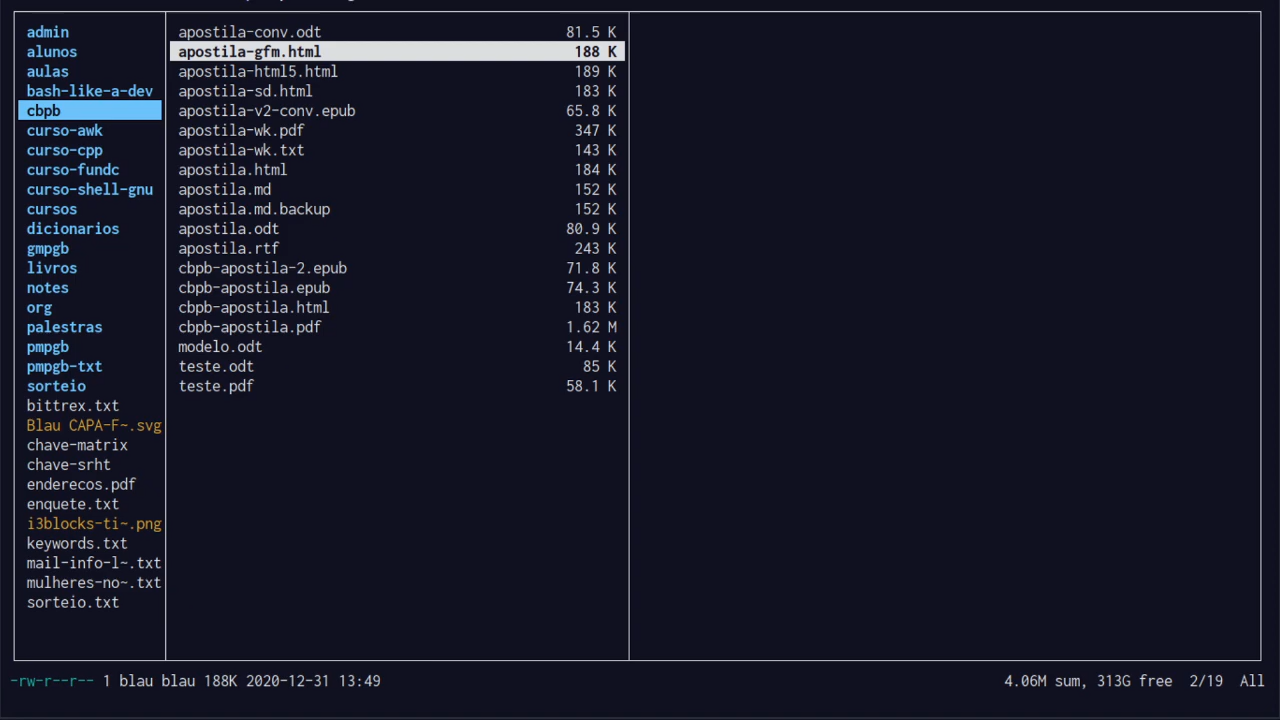 admin
alunos
aulas
bash-like-a-dev
cbpb
curso-awk
curso-cpp
curso-fundc
curso-shell-gnu
cursos
dicionarios
gmpgb
livros
notes
org
palestras
pmpgb
pmpgb-txt
sorteio
bittrex.txt
Blau CAPA-F~.svg
chave-matrix
chave-srht
enderecos.pdf
enquete.txt
i3blocks-ti~.png
keywords.txt
mail-info-l~.txt
mulheres-no~.txt
sorteio.txt
apostila-conv.odt 81.5 K
apostila-gfm.html 188 K
apostila-html5.html 189 K
apostila-sd.html 183 K
apostila-v2-conv.epub 65.8 K
apostila-wk.pdf 347 K
apostila-wk.txt 143 K
apostila.html 184 K
apostila.md 152 K
apostila.md.backup 152 K
apostila.odt 80.9 K
apostila.rtf 243 K
cbpb-apostila-2.epub 71.8 K
cbpb-apostila.epub 74.3 K
cbpb-apostila.html 183 K
cbpb-apostila.pdf 1.62 M
modelo.odt 14.4 K
teste.odt 85 K
teste.pdf 58.1 K
-rw-r--r-- 1 blau blau 188K 2020-12-31 13:49 4.06M sum, 313G free 2/19 All